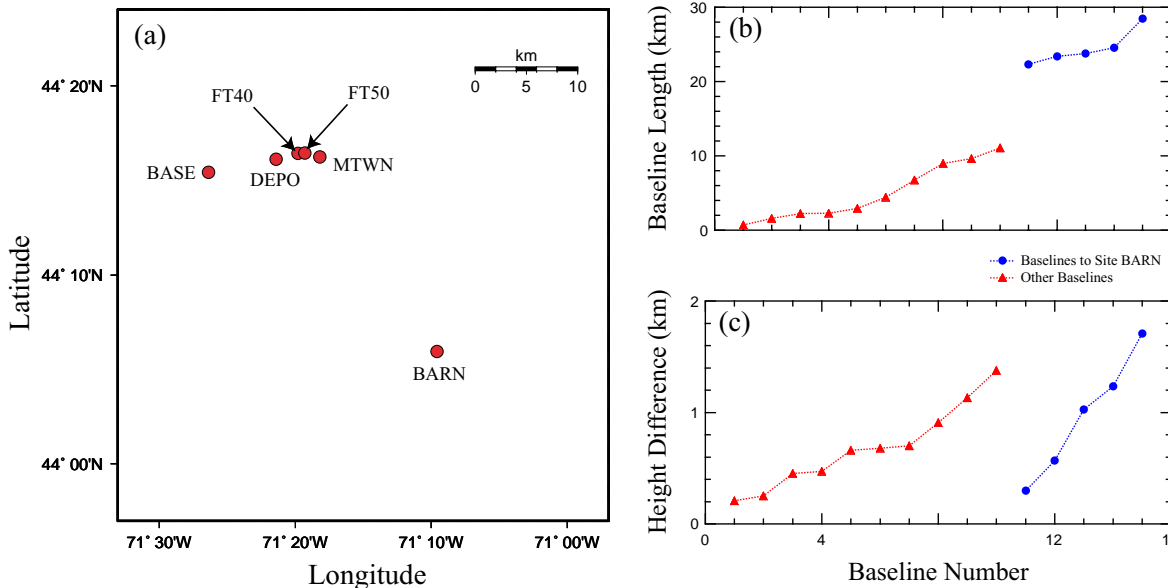 (a)
km
0 5 10
44° 20'N
FT40
FT50
BASE
DEPO
MTWN
44° 10'N
BARN
44° 00'N
71° 30'W 71° 20'W 71° 10'W 71° 00'W
Latitude
Longitude
(b)
30
20
10
0
Baseline Length (km)
Baselines to Site BARN
Other Baselines
(c)
2
1
0
Height Difference (km)
0 4 12 1
Baseline Number